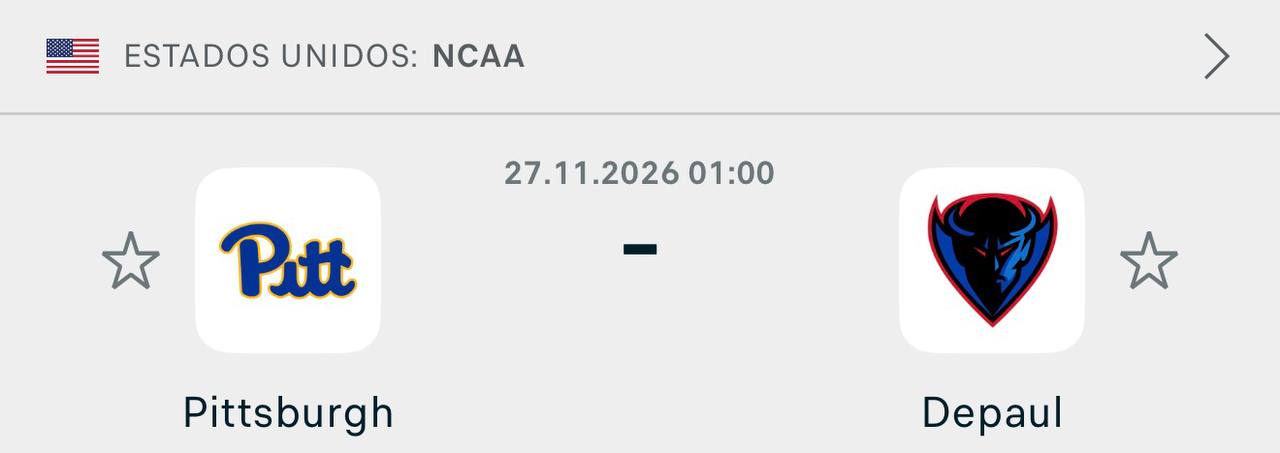 ESTADOS UNIDOS: NCAA
27.11.2026 01:00
Pitt
-
Pittsburgh
Depaul